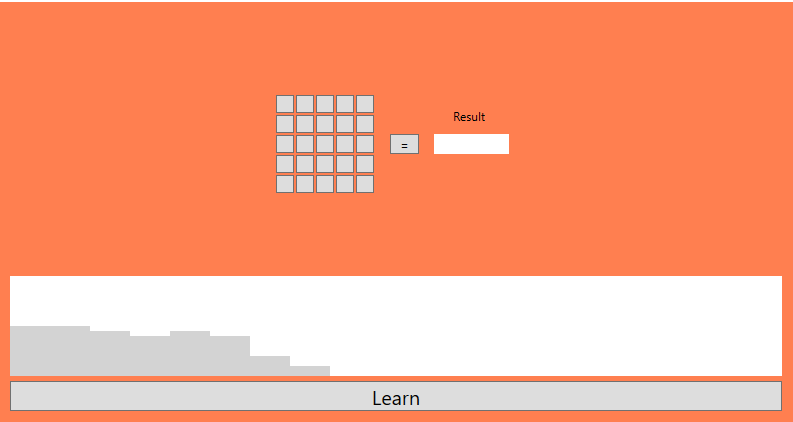 Result
=
Learn